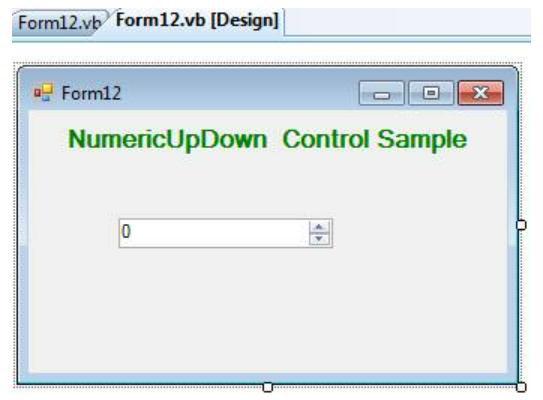 Form12.vb Form12.vb [Design]
Form12
NumericUpDown Control Sample
0